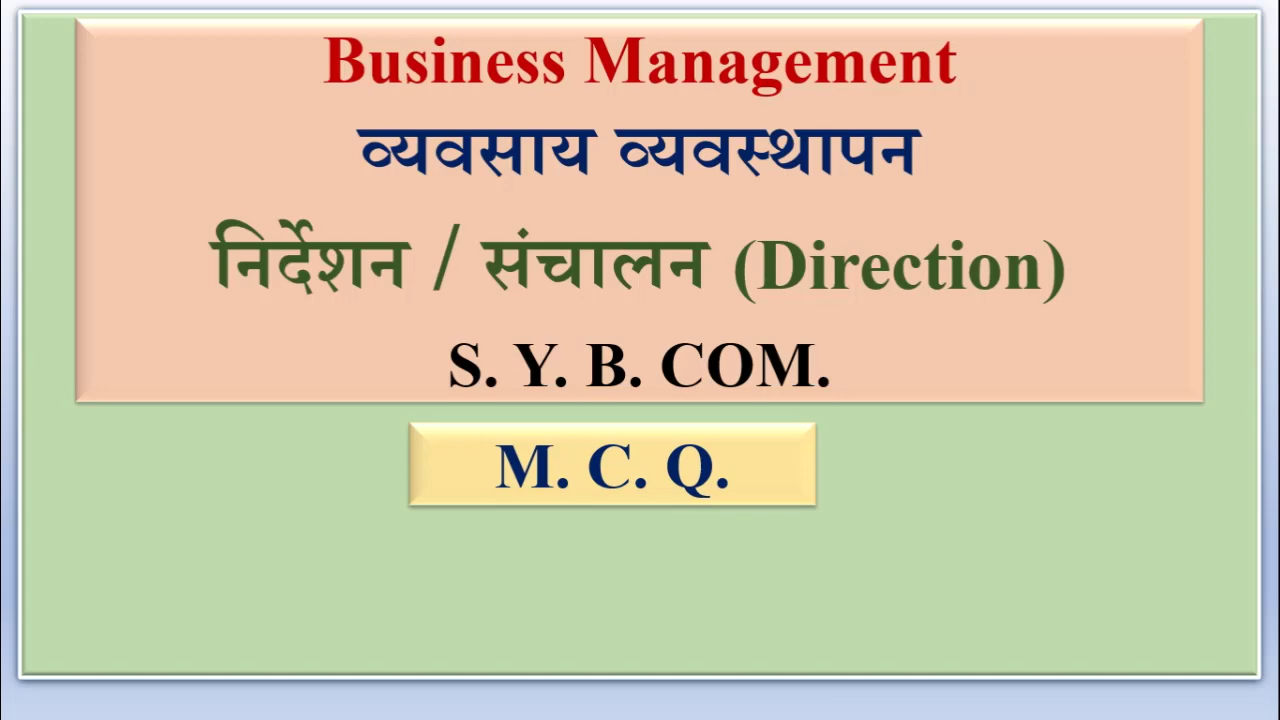 Business Management
व्यवसाय व्यवस्थापन
निर्देशन / संचालन (Direction)
S. Y. B. COM.
M. C. Q.